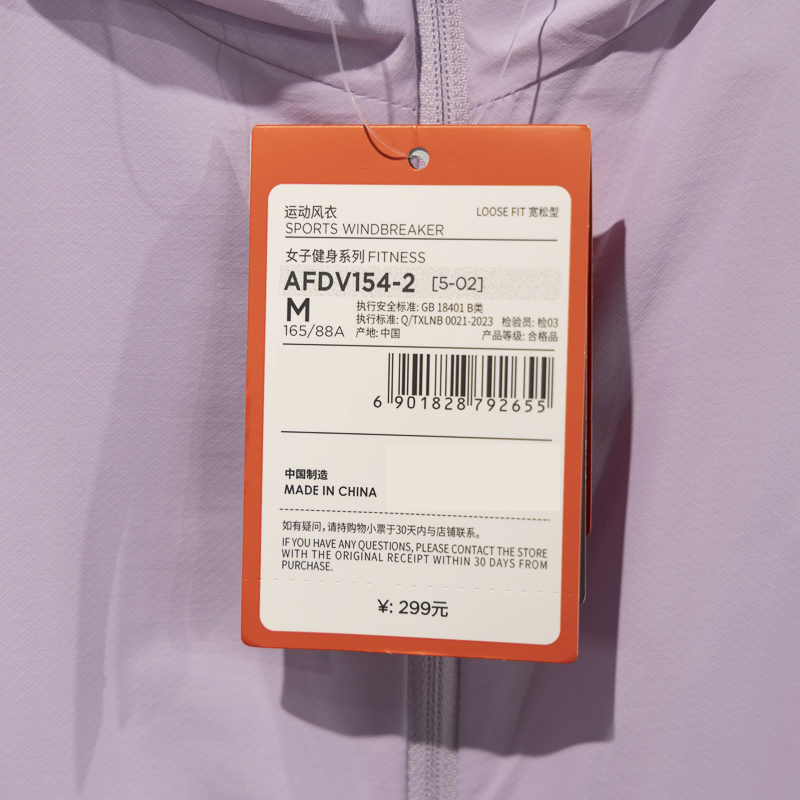 运动风衣
LOOSE FIT 宽松型
SPORTS WINDBREAKER
女子健身系列 FITNESS
AFDV154-2 [5-02]
M
执行安全标准: GB 18401 B类
执行标准: Q/TXLNB 0021-2023 检验员: 检03
165/88A 产地: 中国 产品等级: 合格品
6 901828 792655
中国制造
MADE IN CHINA
如有疑问，请持购物小票于30天内与店铺联系。
IF YOU HAVE ANY QUESTIONS, PLEASE CONTACT THE STORE
WITH THE ORIGINAL RECEIPT WITHIN 30 DAYS FROM
PURCHASE.
¥: 299元